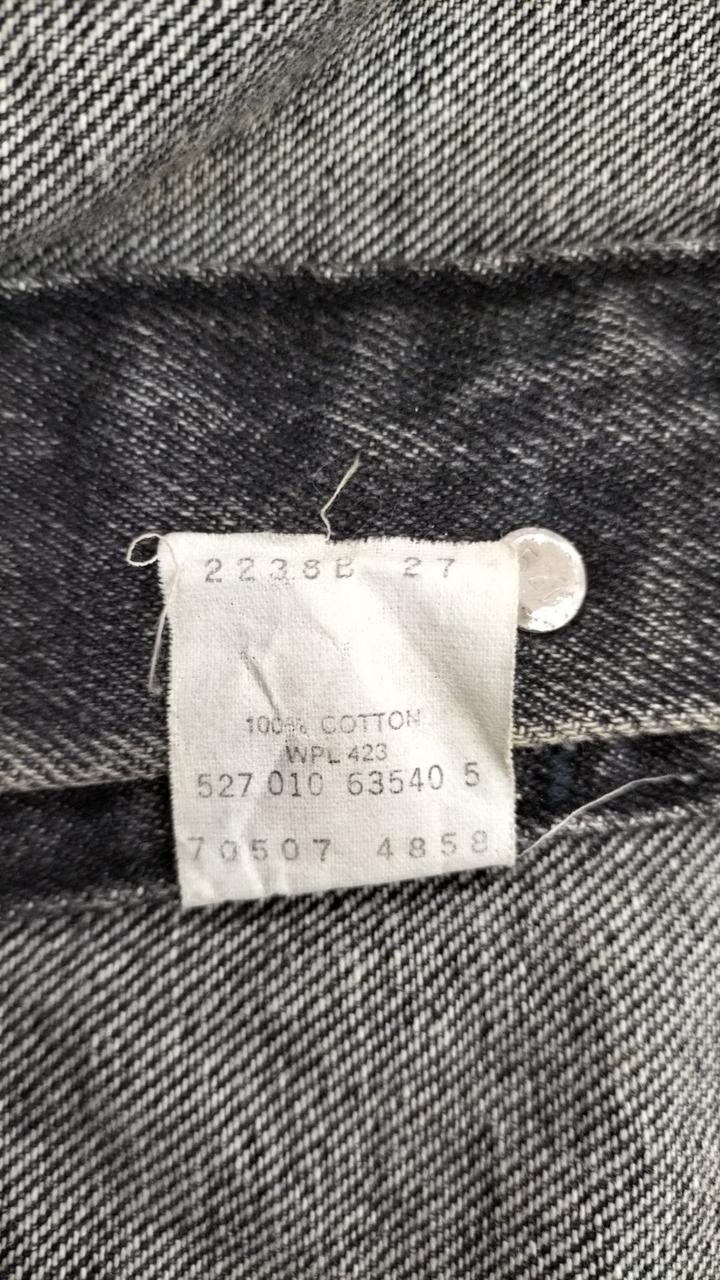 2238B 27
100% COTTON
WPL 423
527 010 63540 5
70507 4858